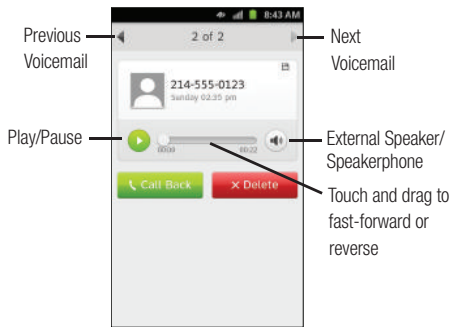 8:43 AM
Previous
Voicemail
2 of 2
Next
Voicemail
214-555-0123
Sunday 02:35 pm
Play/Pause
00:00
00:22
External Speaker/
Speakerphone
Call Back
Delete
Touch and drag to
fast-forward or
reverse